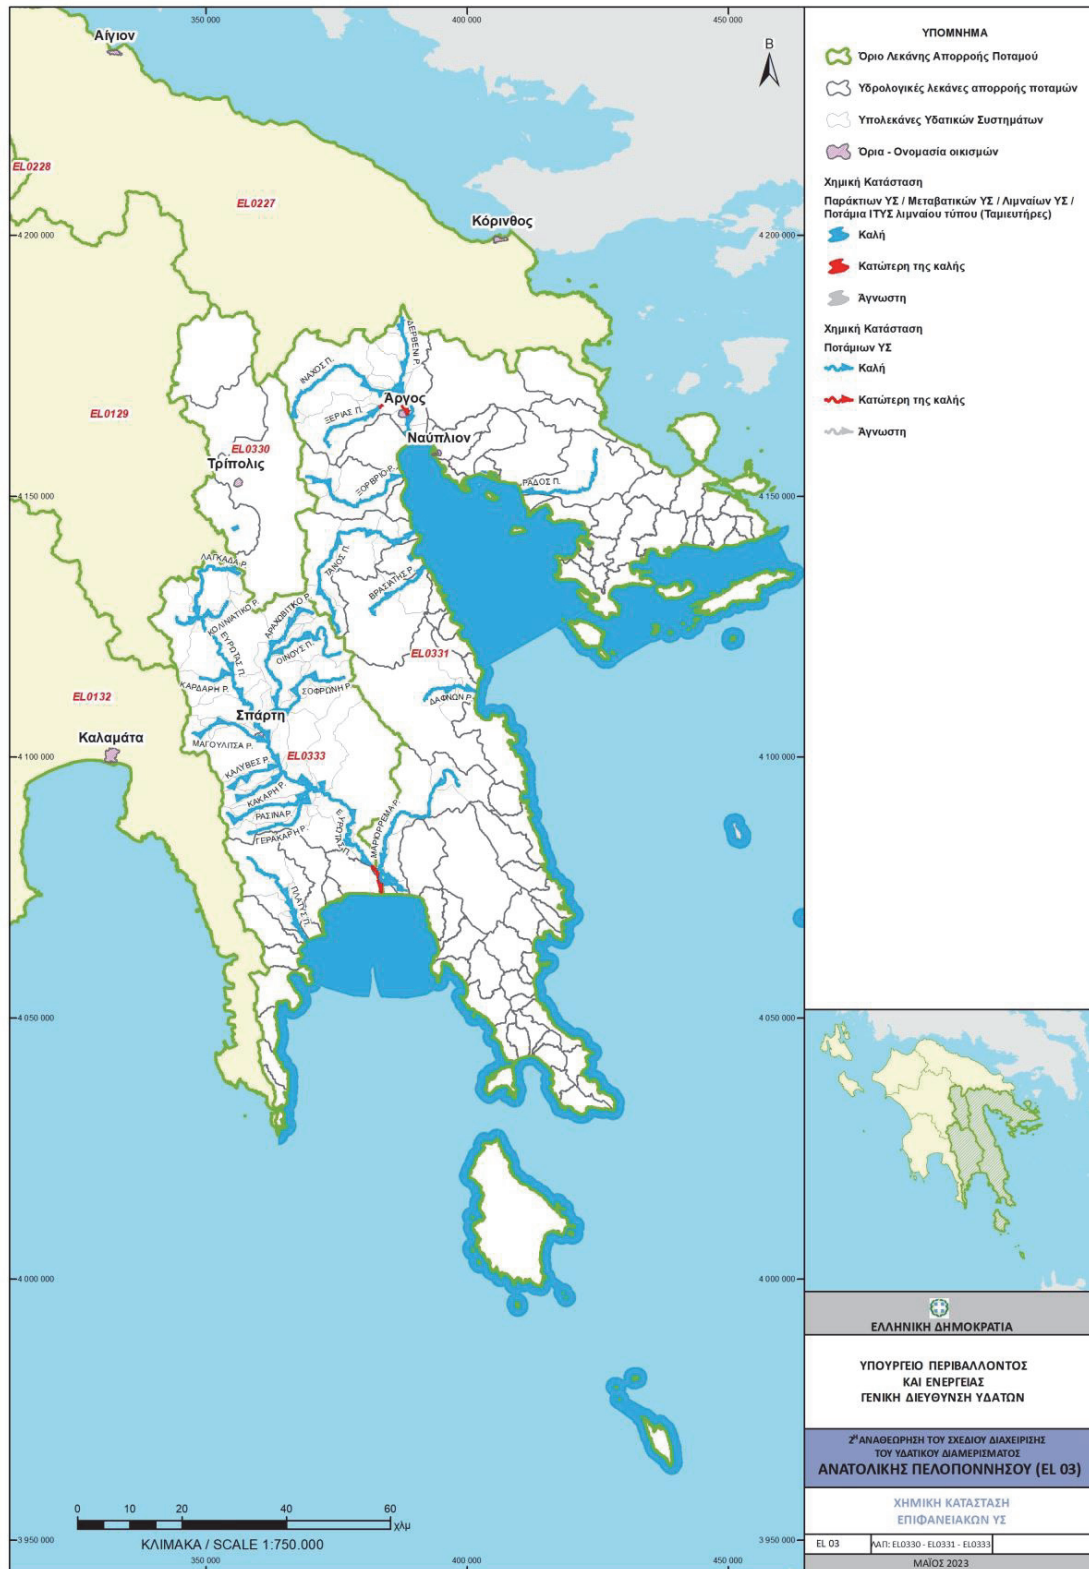 350 000
400 000
450 000
Αίγιον
Β
EL0228
EL0227
Κόρινθος
4 200 000
4 200 000
ΔΕΡΒΕΝΙ Ρ.
ΙΝΑΧΟΣ Π.
Άργος
ΞΕΡΙΑΣ Π.
EL0129
Ναύπλιον
EL0330
Τρίπολις
ΞΟΡΒΡΙΟ Ρ.
ΡΑΔΟΣ Π.
4 150 000
4 150 000
ΛΑΓΚΑΔΑ Ρ.
ΤΑΝΟΣ Π.
ΒΡΑΣΙΑΤΗΣ Ρ.
ΚΟΛΙΝΙΑΤΙΚΟ Ρ.
ΑΡΑΧΩΒΙΤΙΚΟ Ρ.
ΕΥΡΩΤΑΣ Π.
ΟΙΝΟΥΣ Π.
EL0331
EL0132
ΚΑΡΔΑΡΗ Ρ.
ΣΟΦΡΩΝΗ Ρ.
ΔΑΦΝΩΝ Ρ.
Σπάρτη
Καλαμάτα
ΜΑΓΟΥΛΙΤΣΑ Ρ.
EL0333
4 100 000
4 100 000
ΚΑΛΥΒΕΣ Ρ.
ΚΑΚΑΡΗ Ρ.
ΡΑΣΙΝΑ Ρ.
ΓΕΡΑΚΑΡΗ Ρ.
ΕΥΡΩΤΑΣ Π.
ΜΑΡΙΟΡΡΕΜΑ Ρ.
ΠΛΑΤΥΣ Π.
4 050 000
4 050 000
4 000 000
4 000 000
3 950 000
3 950 000
0 10 20 40 60
χλμ
ΚΛΙΜΑΚΑ / SCALE 1:750.000
350 000
400 000
450 000
ΥΠΟΜΝΗΜΑ
Όριο Λεκάνης Απορροής Ποταμού
Υδρολογικές λεκάνες απορροής ποταμών
Υπολεκάνες Υδατικών Συστημάτων
Όρια - Ονομασία οικισμών
Χημική Κατάσταση
Παράκτιων ΥΣ / Μεταβατικών ΥΣ / Λιμναίων ΥΣ /
Ποτάμια ΙΤΥΣ λιμναίου τύπου (Ταμιευτήρες)
Καλή
Κατώτερη της καλής
Άγνωστη
Χημική Κατάσταση
Ποτάμιων ΥΣ
Καλή
Κατώτερη της καλής
Άγνωστη
ΕΛΛΗΝΙΚΗ ΔΗΜΟΚΡΑΤΙΑ
ΥΠΟΥΡΓΕΙΟ ΠΕΡΙΒΑΛΛΟΝΤΟΣ
ΚΑΙ ΕΝΕΡΓΕΙΑΣ
ΓΕΝΙΚΗ ΔΙΕΥΘΥΝΣΗ ΥΔΑΤΩΝ
2Η ΑΝΑΘΕΩΡΗΣΗ ΤΟΥ ΣΧΕΔΙΟΥ ΔΙΑΧΕΙΡΙΣΗΣ
ΤΟΥ ΥΔΑΤΙΚΟΥ ΔΙΑΜΕΡΙΣΜΑΤΟΣ
ΑΝΑΤΟΛΙΚΗΣ ΠΕΛΟΠΟΝΝΗΣΟΥ (EL 03)
ΧΗΜΙΚΗ ΚΑΤΑΣΤΑΣΗ
ΕΠΙΦΑΝΕΙΑΚΩΝ ΥΣ
EL 03
ΛΑΠ: EL0330 - EL0331 - EL0333
ΜΑΪΟΣ 2023